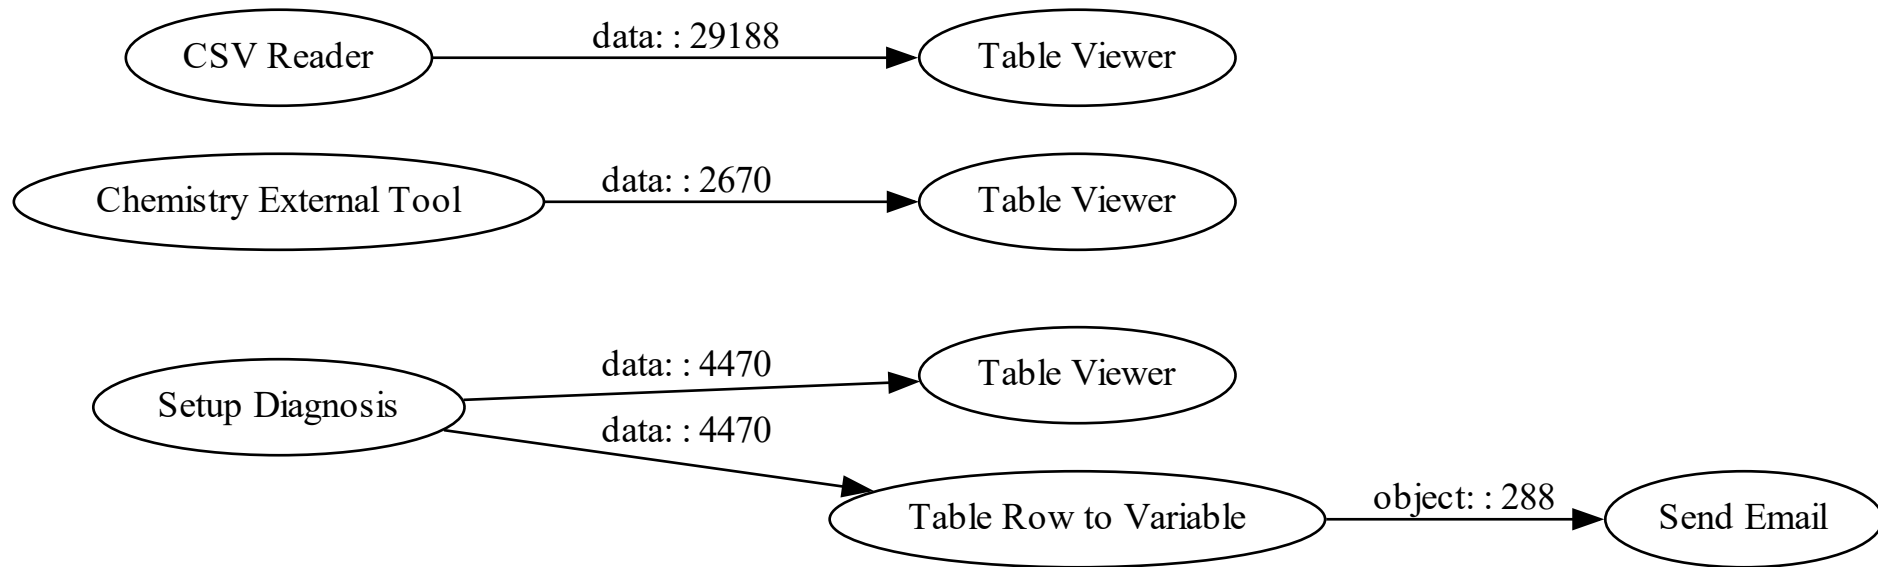 CSV Reader
data: : 29188
Table Viewer
Chemistry External Tool
data: : 2670
Table Viewer
Setup Diagnosis
data: : 4470
Table Viewer
data: : 4470
Table Row to Variable
object: : 288
Send Email